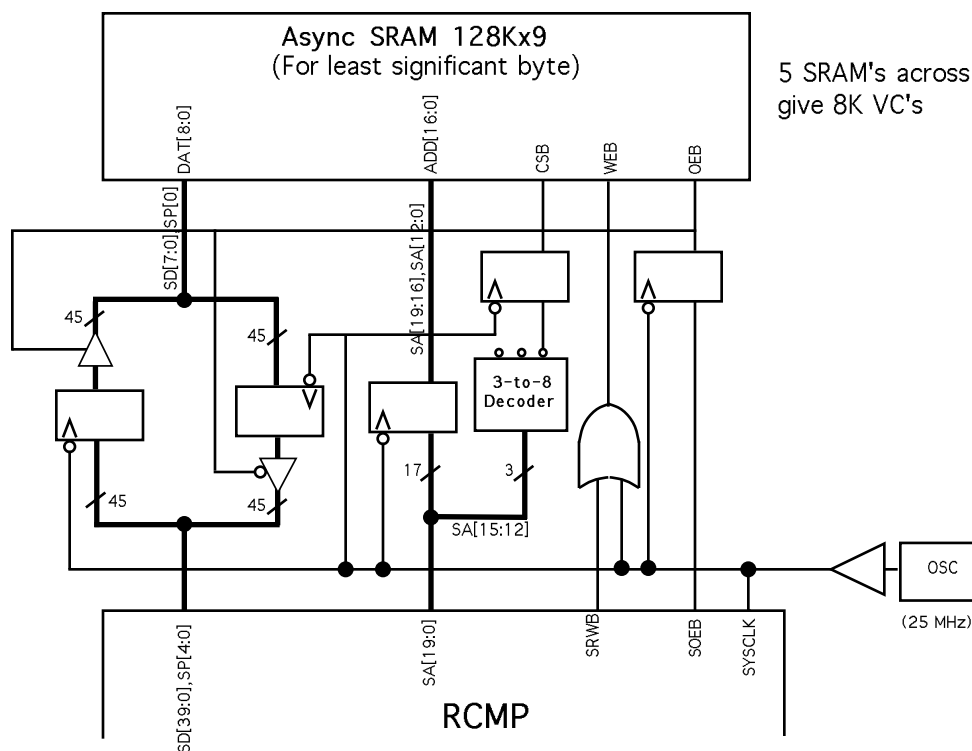 Async SRAM 128Kx9
(For least significant byte)
5 SRAM's across
give 8K VC's
DAT[8:0]
ADD[16:0]
CSB
WEB
OEB
SD[7:0],SP[0]
SA[19:16],SA[12:0]
45
45
3-to-8
Decoder
45
45
17
3
SA[15:12]
OSC
(25 MHz)
SD[39:0],SP[4:0]
SA[19:0]
SRWB
SOEB
SYSCLK
RCMP